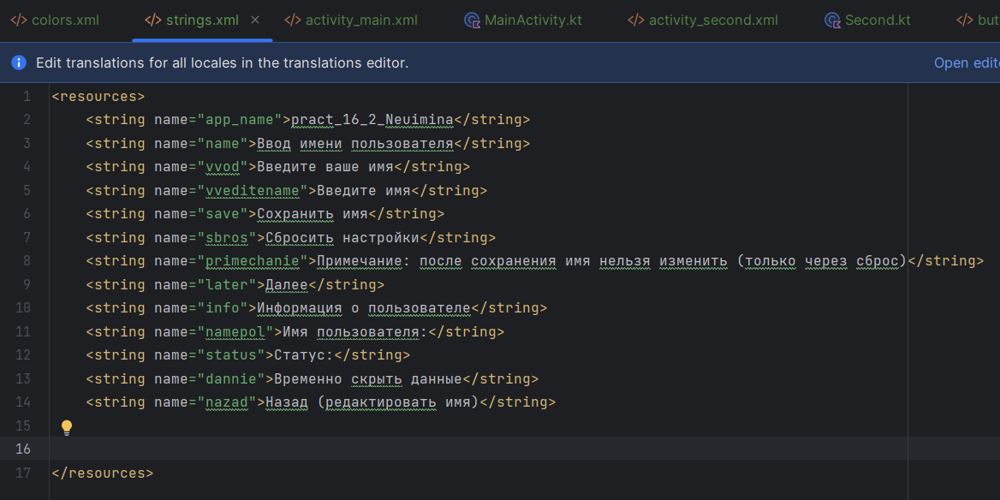 </> colors.xml </> strings.xml × </> activity_main.xml MainActivity.kt </> activity_second.xml Second.kt </> but
Edit translations for all locales in the translations editor. Open edit
1 <resources>
2 <string name="app_name">pract_16_2_Neuimina</string>
3 <string name="name">Ввод имени пользователя</string>
4 <string name="vvod">Введите ваше имя</string>
5 <string name="vveditename">Введите имя</string>
6 <string name="save">Сохранить имя</string>
7 <string name="sbros">Сбросить настройки</string>
8 <string name="primechanie">Примечание: после сохранения имя нельзя изменить (только через сброс)</string>
9 <string name="later">Далее</string>
10 <string name="info">Информация о пользователе</string>
11 <string name="namepol">Имя пользователя:</string>
12 <string name="status">Статус:</string>
13 <string name="dannie">Временно скрыть данные</string>
14 <string name="nazad">Назад (редактировать имя)</string>
15
16
17 </resources>